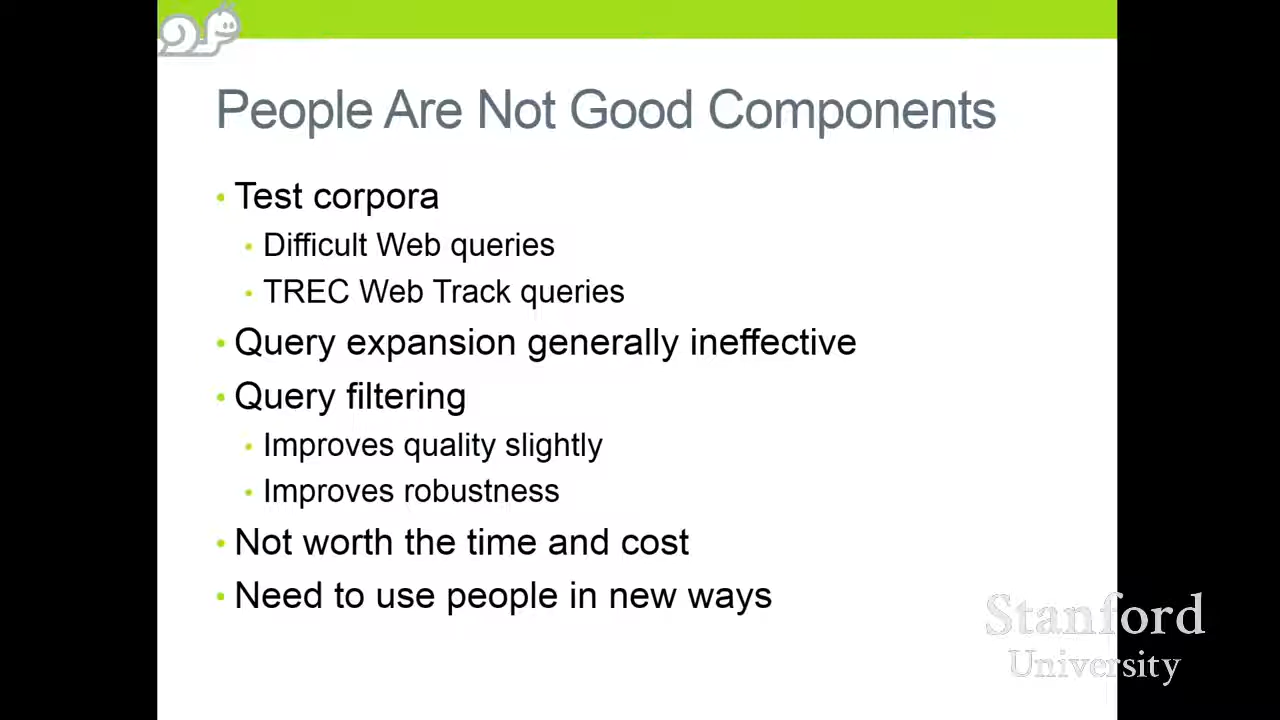 People Are Not Good Components
Test corpora
Difficult Web queries
TREC Web Track queries
Query expansion generally ineffective
Query filtering
Improves quality slightly
Improves robustness
Not worth the time and cost
Need to use people in new ways
Stanford
University